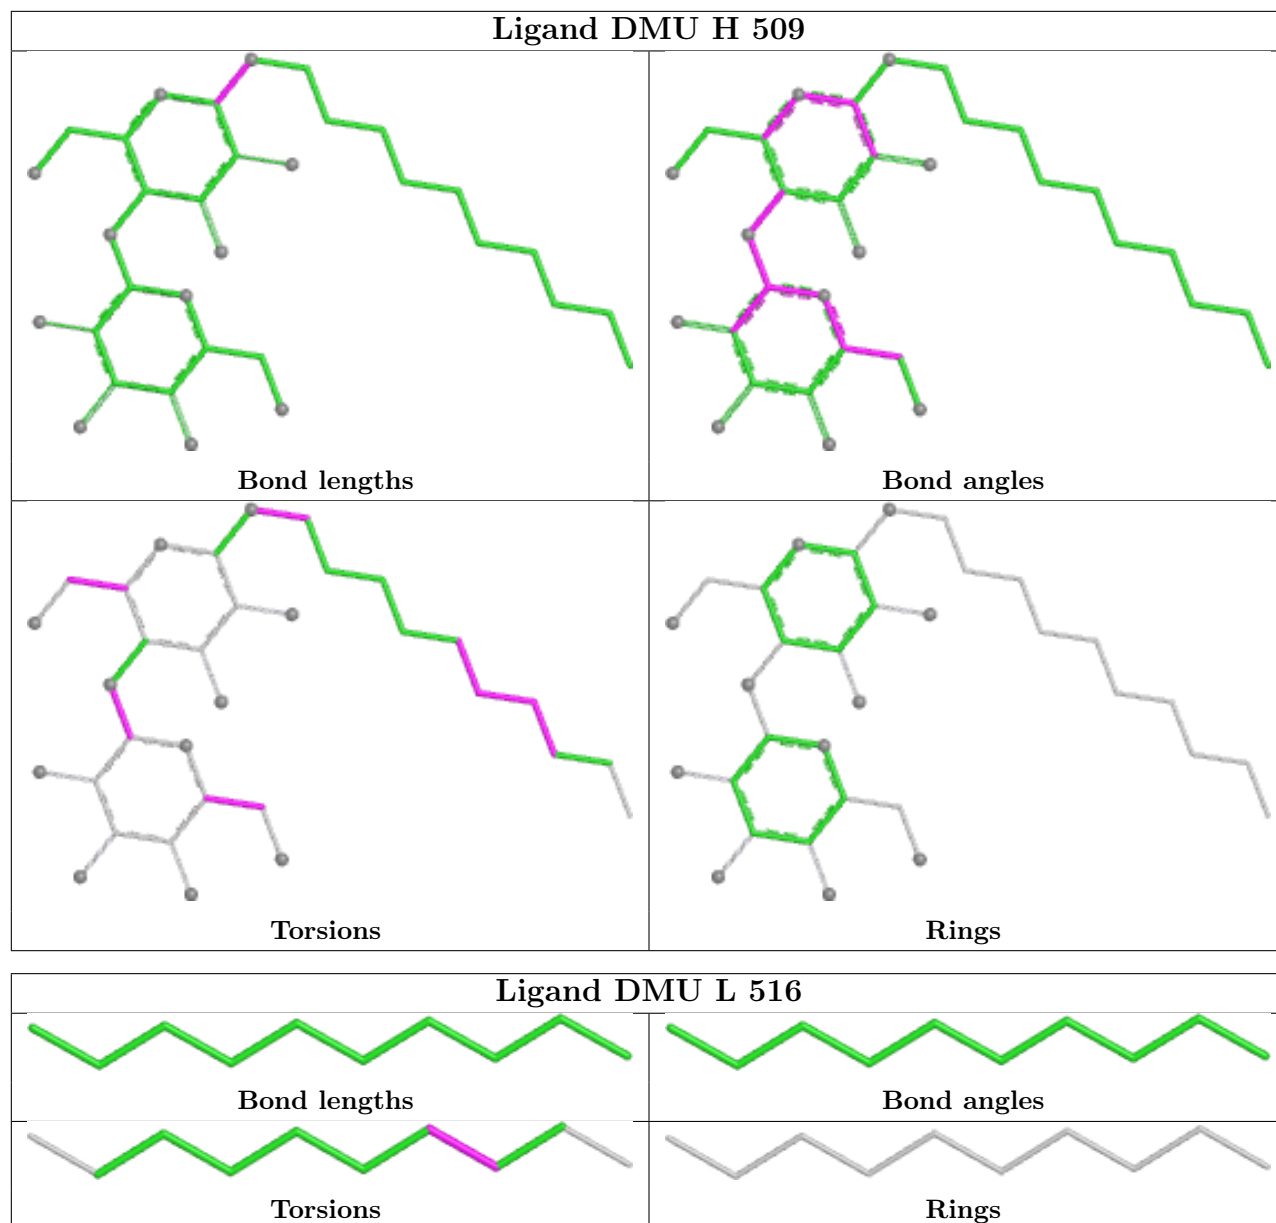 Ligand DMU H 509
Bond lengths
Bond angles
Torsions
Rings
Ligand DMU L 516
Bond lengths
Bond angles
Torsions
Rings